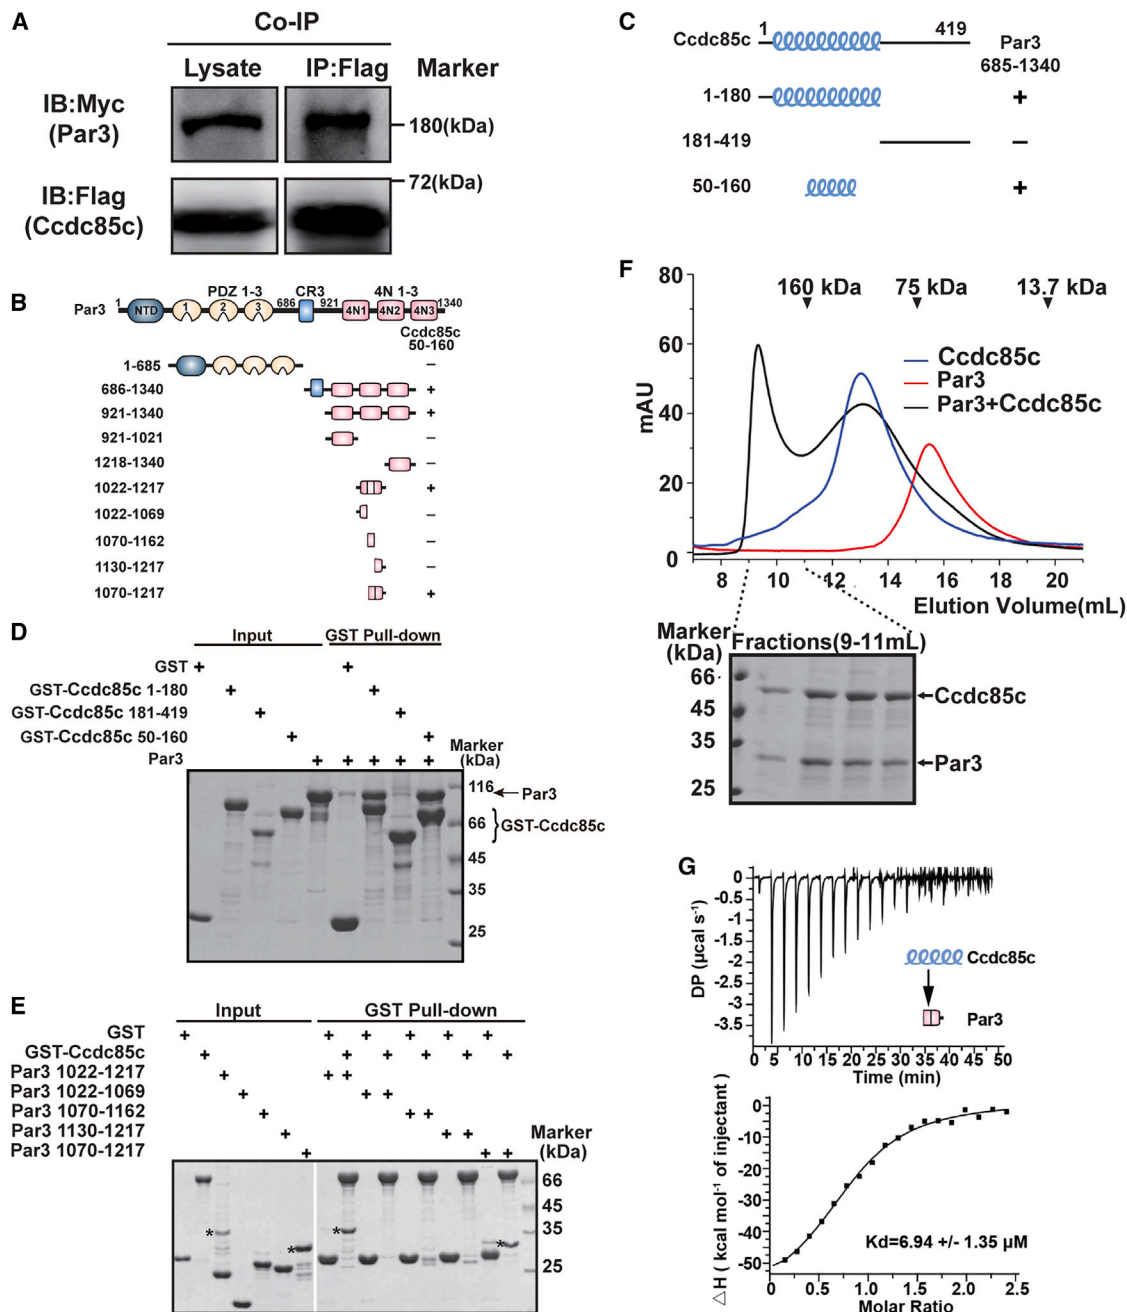 A
Co-IP
Lysate IP:Flag Marker
IB:Myc
(Par3)
180(kDa)
72(kDa)
IB:Flag
(Ccdc85c)
B
PDZ 1-3 CR3 4N 1-3
Par3 1 NTD 1 2 3 686 921 4N1 4N2 4N3 1340
Ccdc85c
50-160
1-685 −
686-1340 +
921-1340 +
921-1021 −
1218-1340 −
1022-1217 +
1022-1069 −
1070-1162 −
1130-1217 −
1070-1217 +
C
1 419
Ccdc85c
Par3
685-1340
1-180 +
181-419 −
50-160 +
D
Input GST Pull-down
GST + +
GST-Ccdc85c 1-180 + +
GST-Ccdc85c 181-419 + +
GST-Ccdc85c 50-160 + +
Par3 + + + + +
Marker
(kDa)
116
Par3
66
GST-Ccdc85c
45
35
25
E
Input GST Pull-down
GST + + + + + +
GST-Ccdc85c + + + + + +
Par3 1022-1217 + + +
Par3 1022-1069 + + +
Par3 1070-1162 + + +
Par3 1130-1217 + + +
Par3 1070-1217 + + +
Marker
(kDa)
66
45
* * 35
* *
25
F
80
60
40
20
0
mAU
160 kDa 75 kDa 13.7 kDa
Ccdc85c
Par3
Par3+Ccdc85c
8 10 12 14 16 18 20
Elution Volume(mL)
Marker
(kDa)
Fractions(9-11mL)
66
Ccdc85c
45
35
Par3
25
G
0
-.5
-1
-1.5
-2
-2.5
-3
-3.5
DP (µcal s-1)
Ccdc85c
Par3
0 5 10 15 20 25 30 35 40 45 50
Time (min)
0
-10
-20
-30
-40
-50
△H ( kcal mol-1 of injectant )
Kd=6.94 +/- 1.35 µM
0 0.5 1.0 1.5 2.0 2.5
Molar Ratio